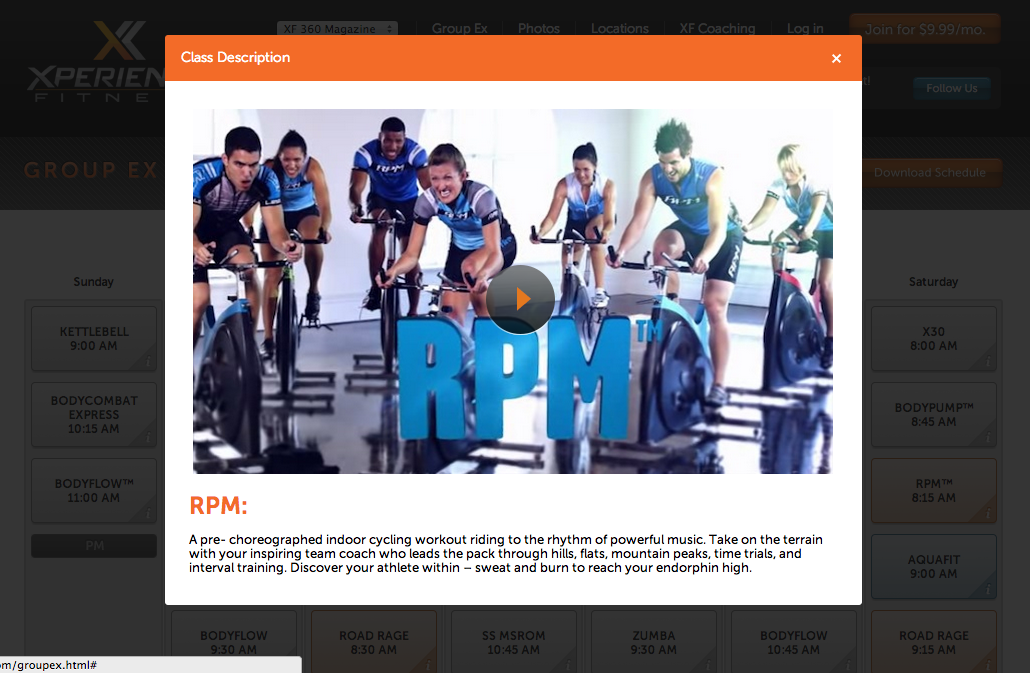 XF 360 Magazine
Group Ex
Photos
Locations
XF Coaching
Log in
Join for $9.99/mo.
XPERIEN
FITNE
Follow Us
Class Description
×
GROUP EX
Download Schedule
RPM™
RPM:
A pre- choreographed indoor cycling workout riding to the rhythm of powerful music. Take on the terrain
with your inspiring team coach who leads the pack through hills, flats, mountain peaks, time trials, and
interval training. Discover your athlete within – sweat and burn to reach your endorphin high.
Sunday
KETTLEBELL
9:00 AM
BODYCOMBAT
EXPRESS
10:15 AM
BODYFLOW™
11:00 AM
PM
Saturday
X30
8:00 AM
BODYPUMP™
8:45 AM
RPM™
8:15 AM
AQUAFIT
9:00 AM
BODYFLOW
9:30 AM
ROAD RAGE
8:30 AM
SS MSROM
10:45 AM
ZUMBA
9:30 AM
BODYFLOW
10:45 AM
ROAD RAGE
9:15 AM
om/groupex.html#